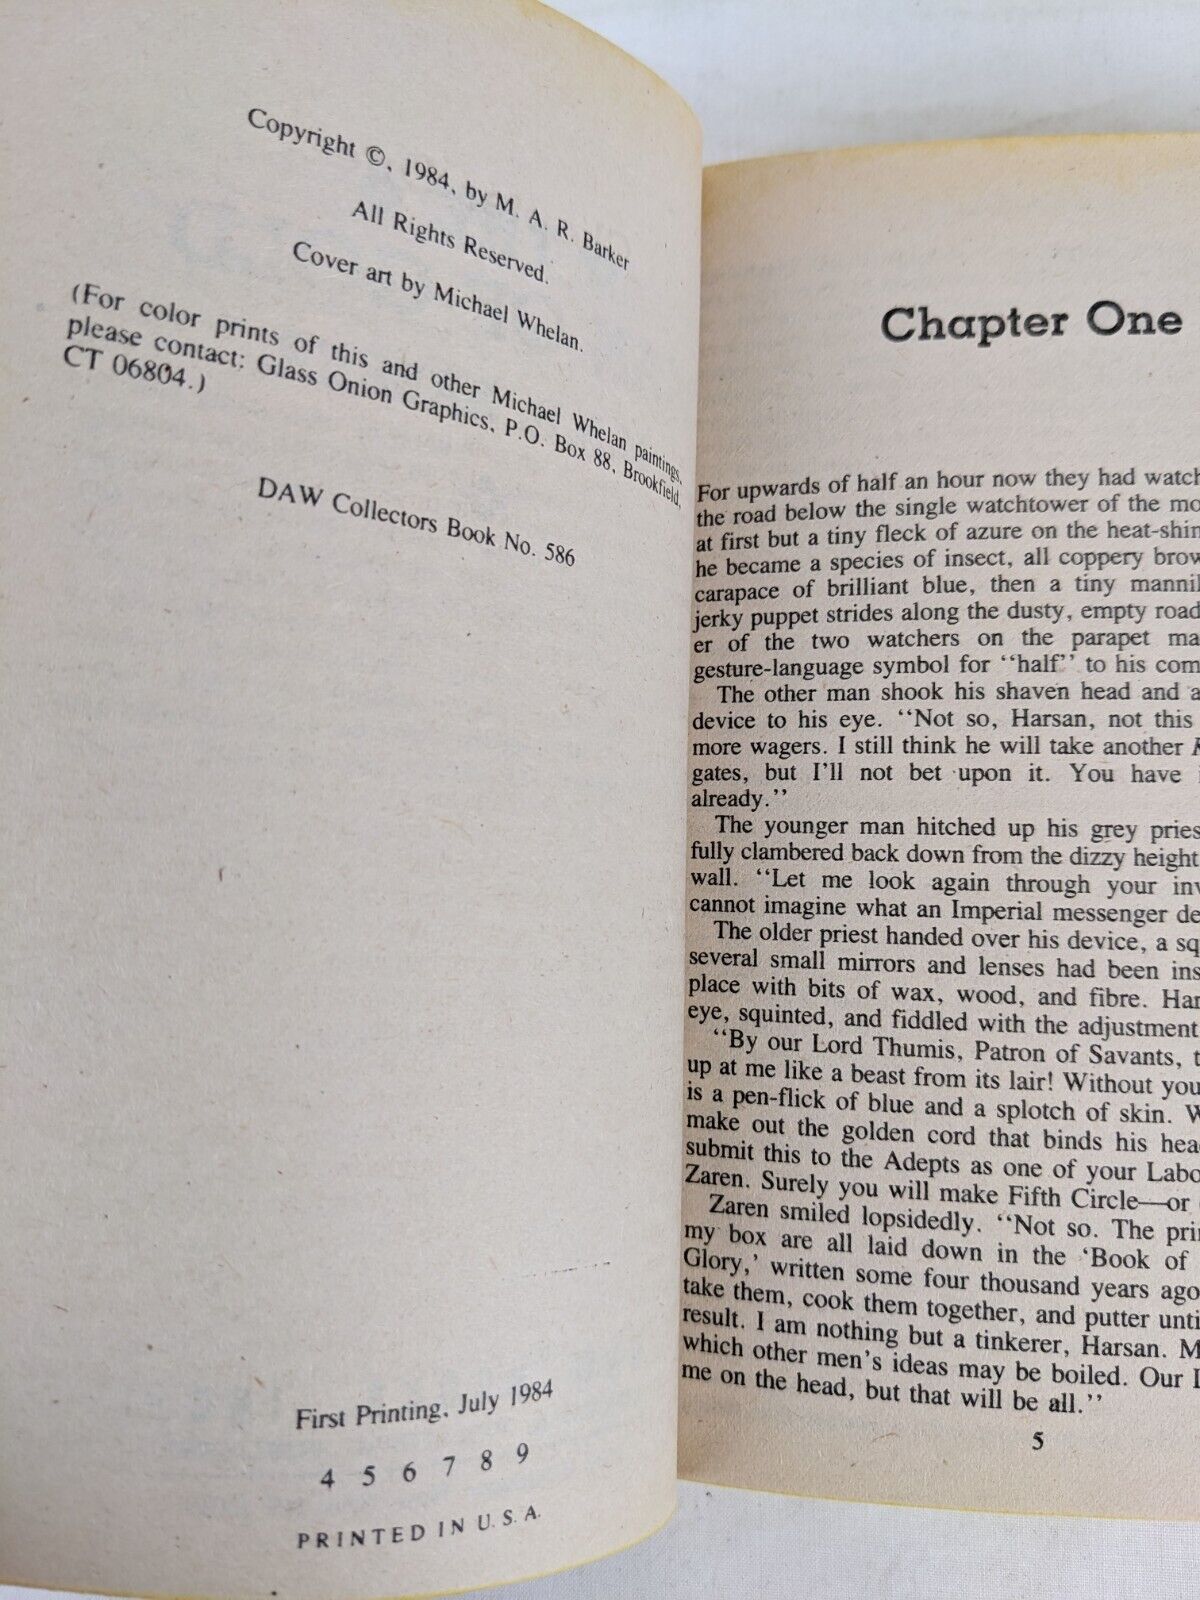 Copyright ©, 1984, by M. A. R. Barker
All Rights Reserved.
Cover art by Michael Whelan.
(For color prints of this and other Michael Whelan paintings,
please contact: Glass Onion Graphics, P.O. Box 88, Brookfield,
CT 06804.)
DAW Collectors Book No. 586
First Printing, July 1984
4 5 6 7 8 9
PRINTED IN U.S.A.
Chapter One
For upwards of half an hour now they had watch
the road below the single watchtower of the mo
at first but a tiny fleck of azure on the heat-shin
he became a species of insect, all coppery brow
carapace of brilliant blue, then a tiny mannil
jerky puppet strides along the dusty, empty road
er of the two watchers on the parapet ma
gesture-language symbol for "half" to his com
The other man shook his shaven head and a
device to his eye. "Not so, Harsan, not this
more wagers. I still think he will take another K
gates, but I'll not bet upon it. You have
already."
The younger man hitched up his grey pries
fully clambered back down from the dizzy height
wall. "Let me look again through your inv
cannot imagine what an Imperial messenger de
The older priest handed over his device, a sq
several small mirrors and lenses had been ins
place with bits of wax, wood, and fibre. Har
eye, squinted, and fiddled with the adjustment
"By our Lord Thumis, Patron of Savants, t
up at me like a beast from its lair! Without you
is a pen-flick of blue and a splotch of skin. W
make out the golden cord that binds his hea
submit this to the Adepts as one of your Labo
Zaren. Surely you will make Fifth Circle—or
Zaren smiled lopsidedly. "Not so. The prin
my box are all laid down in the 'Book of
Glory,' written some four thousand years ago
take them, cook them together, and putter unti
result. I am nothing but a tinkerer, Harsan. M
which other men's ideas may be boiled. Our I
me on the head, but that will be all."
5